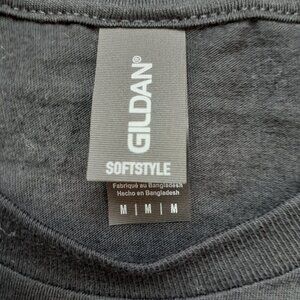 GILDAN®
SOFTSTYLE
Fabriqué au Bangladesh
Hecho en Bangladesh
M | M | M